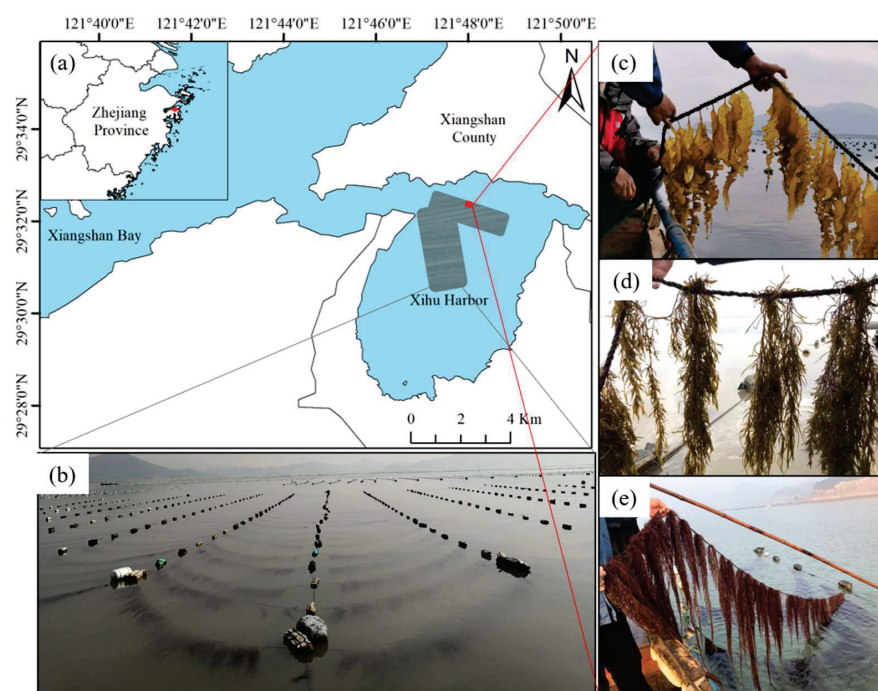 121°40'0"E 121°42'0"E 121°44'0"E 121°46'0"E 121°48'0"E 121°50'0"E
(a)
N
Zhejiang
Province
Xiangshan
County
29°34'0"N
29°32'0"N
29°30'0"N
29°28'0"N
Xiangshan Bay
Xihu Harbor
0 2 4 Km
(b)
(c)
(d)
(e)